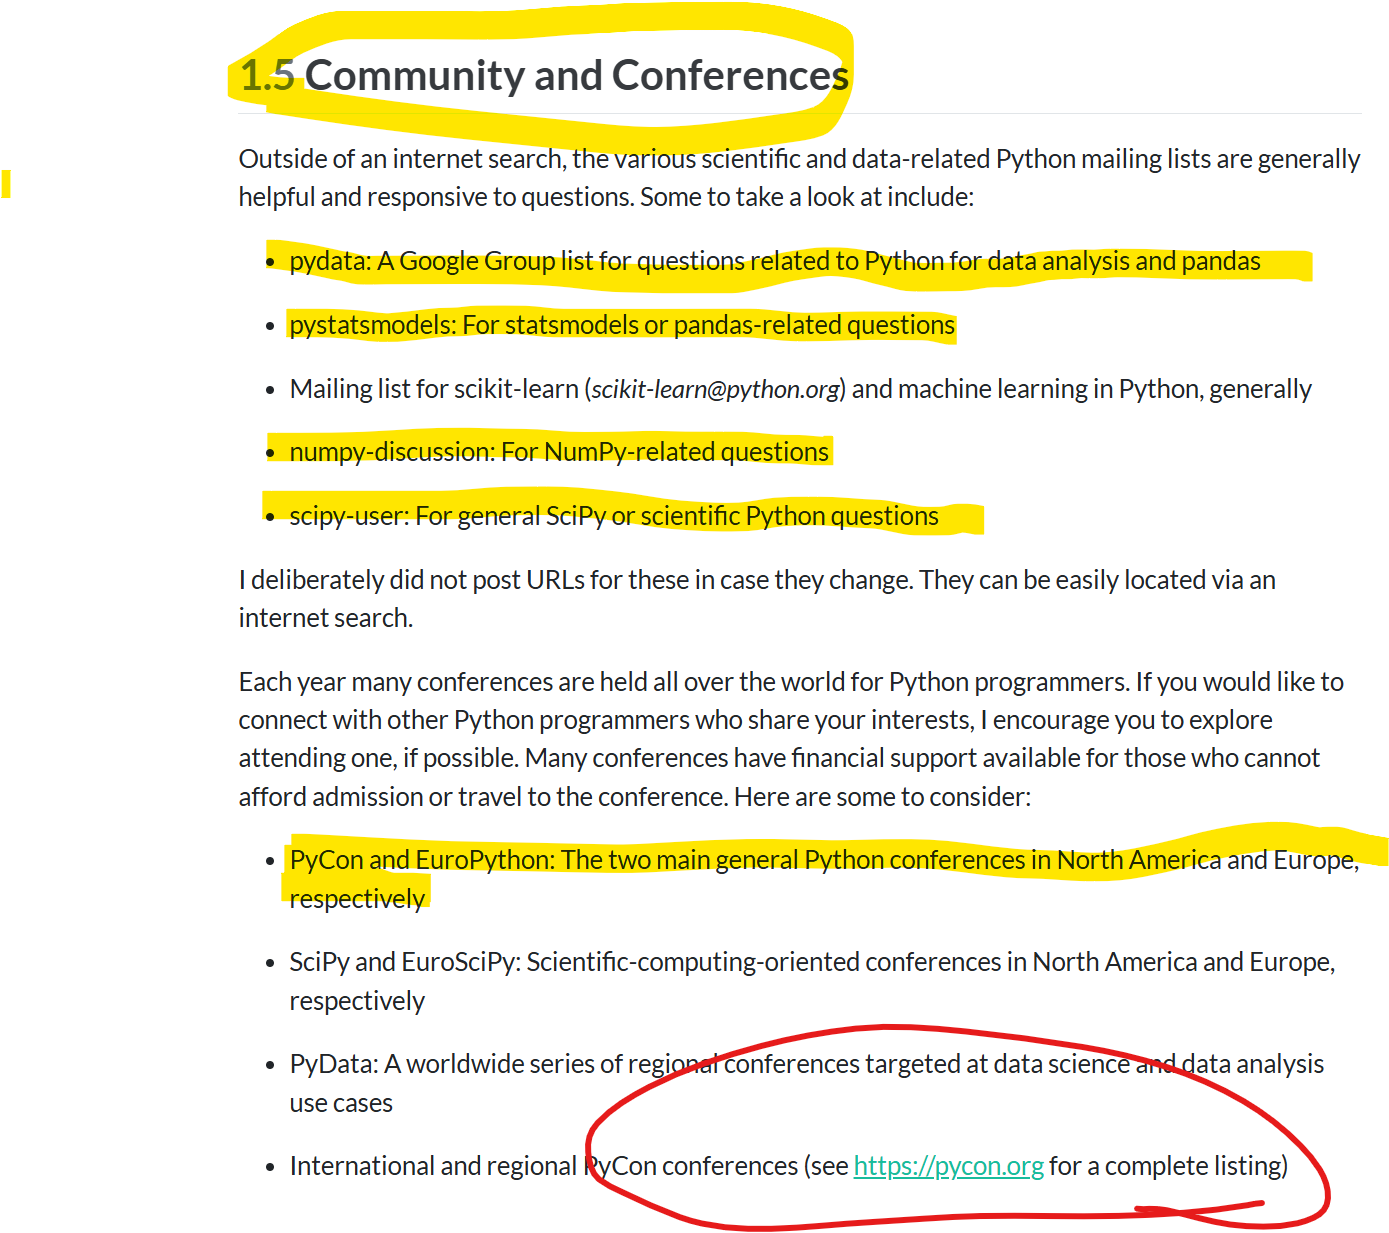 1.5 Community and Conferences
Outside of an internet search, the various scientific and data-related Python mailing lists are generally
helpful and responsive to questions. Some to take a look at include:
• pydata: A Google Group list for questions related to Python for data analysis and pandas
• pystatsmodels: For statsmodels or pandas-related questions
• Mailing list for scikit-learn (scikit-learn@python.org) and machine learning in Python, generally
• numpy-discussion: For NumPy-related questions
• scipy-user: For general SciPy or scientific Python questions
I deliberately did not post URLs for these in case they change. They can be easily located via an
internet search.
Each year many conferences are held all over the world for Python programmers. If you would like to
connect with other Python programmers who share your interests, I encourage you to explore
attending one, if possible. Many conferences have financial support available for those who cannot
afford admission or travel to the conference. Here are some to consider:
• PyCon and EuroPython: The two main general Python conferences in North America and Europe,
respectively
• SciPy and EuroSciPy: Scientific-computing-oriented conferences in North America and Europe,
respectively
• PyData: A worldwide series of regional conferences targeted at data science and data analysis
use cases
• International and regional PyCon conferences (see https://pycon.org for a complete listing)